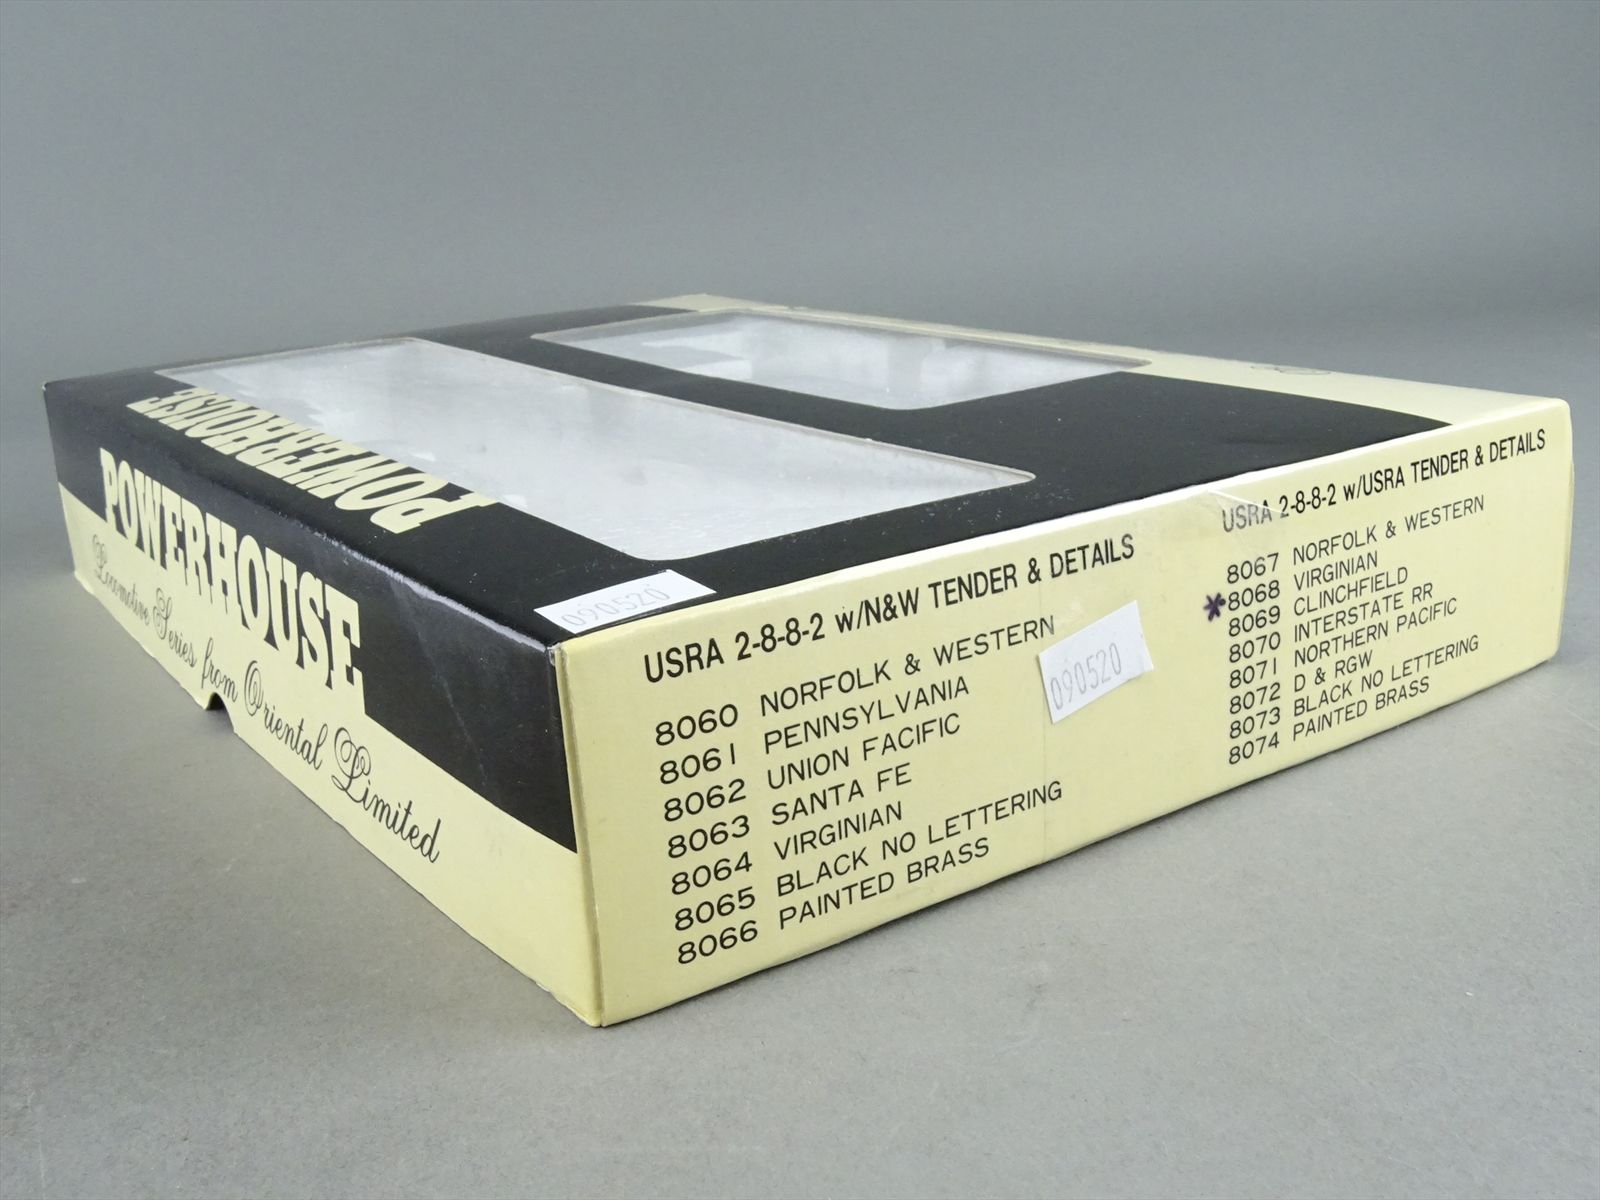 POWERHOUSE
POWERHOUSE
Locomotive Series from Oriental Limited
090520
USRA 2-8-8-2 w/N&W TENDER & DETAILS
8060 NORFOLK & WESTERN
8061 PENNSYLVANIA
8062 UNION PACIFIC
8063 SANTA FE
8064 VIRGINIAN
8065 BLACK NO LETTERING
8066 PAINTED BRASS
090520
USRA 2-8-8-2 w/USRA TENDER & DETAILS
8067 NORFOLK & WESTERN
*8068 VIRGINIAN
8069 CLINCHFIELD
8070 INTERSTATE RR
8071 NORTHERN PACIFIC
8072 D & RGW
8073 BLACK NO LETTERING
8074 PAINTED BRASS